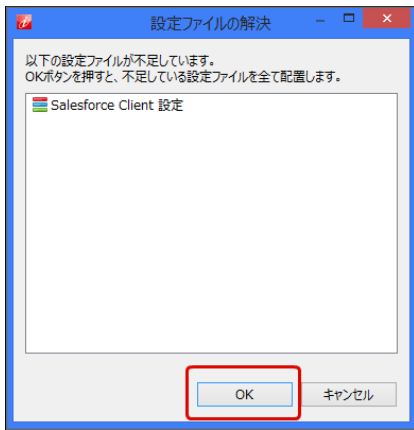 設定ファイルの解決
以下の設定ファイルが不足しています。
OKボタンを押すと、不足している設定ファイルを全て配置します。
Salesforce Client 設定
OK
キャンセル